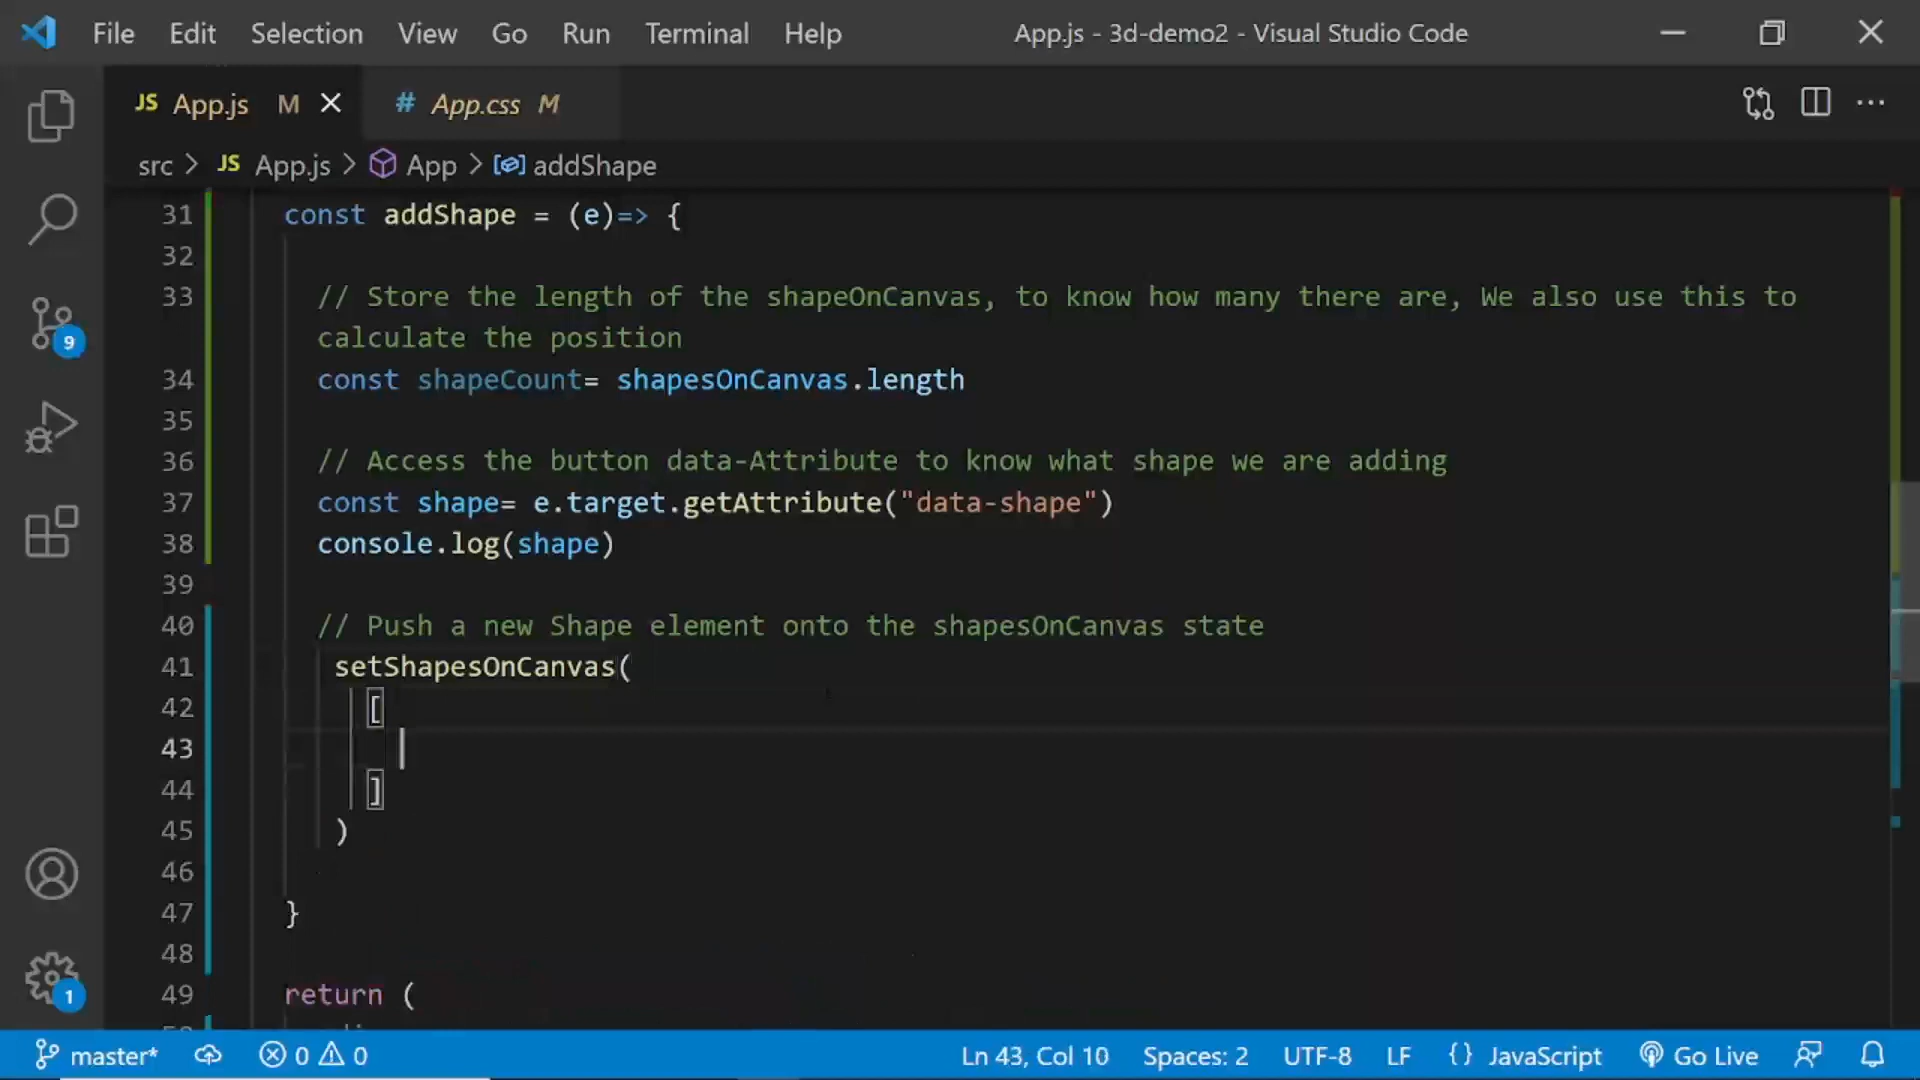 File Edit Selection View Go Run Terminal Help App.js - 3d-demo2 - Visual Studio Code
JS App.js M # App.css M
src > JS App.js > App > addShape
31 const addShape = (e)=> {
32
33 // Store the length of the shapeOnCanvas, to know how many there are, We also use this to
calculate the position
34 const shapeCount= shapesOnCanvas.length
35
36 // Access the button data-Attribute to know what shape we are adding
37 const shape= e.target.getAttribute("data-shape")
38 console.log(shape)
39
40 // Push a new Shape element onto the shapesOnCanvas state
41 setShapesOnCanvas(
42 [
43
44 ]
45 )
46
47 }
48
49 return (
9
1
master* 0 0 Ln 43, Col 10 Spaces: 2 UTF-8 LF {} JavaScript Go Live